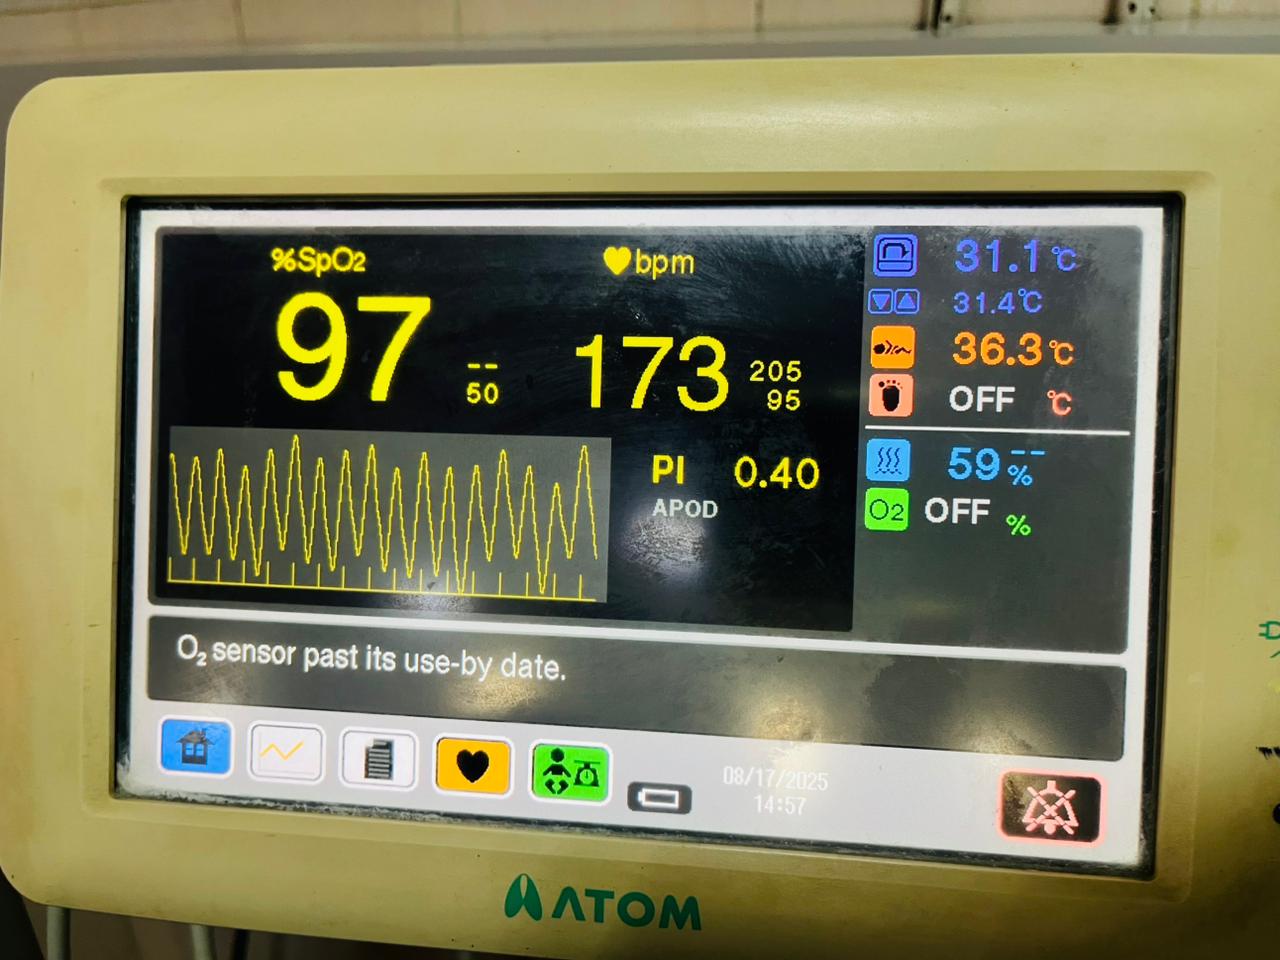 %SpO2
97
--
50
bpm
173
205
95
PI 0.40
APOD
31.1 ℃
31.4℃
36.3 ℃
OFF ℃
59 -- %
O2 OFF %
O₂ sensor past its use-by date.
08/17/2025
14:57
ATOM